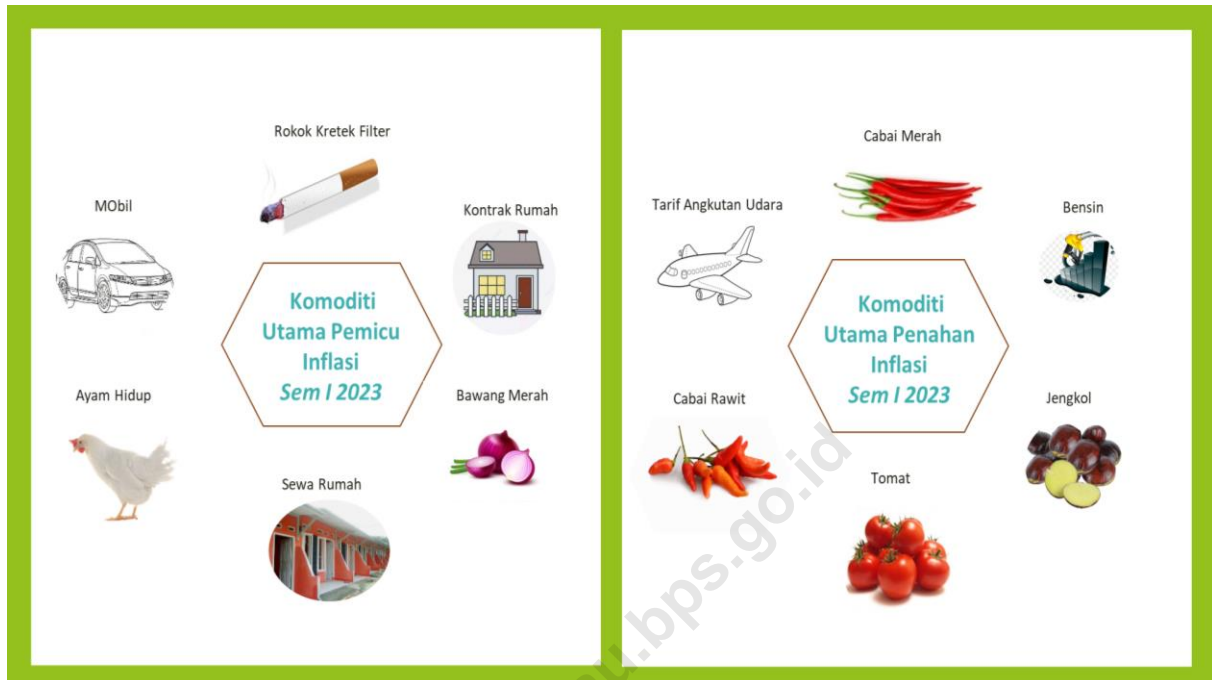 Rokok Kretek Filter
MObil
Kontrak Rumah
Komoditi
Utama Pemicu
Inflasi
Sem I 2023
Ayam Hidup
Bawang Merah
Sewa Rumah
Cabai Merah
Tarif Angkutan Udara
Bensin
Komoditi
Utama Penahan
Inflasi
Sem I 2023
Cabai Rawit
Jengkol
Tomat
u.bps.go.id